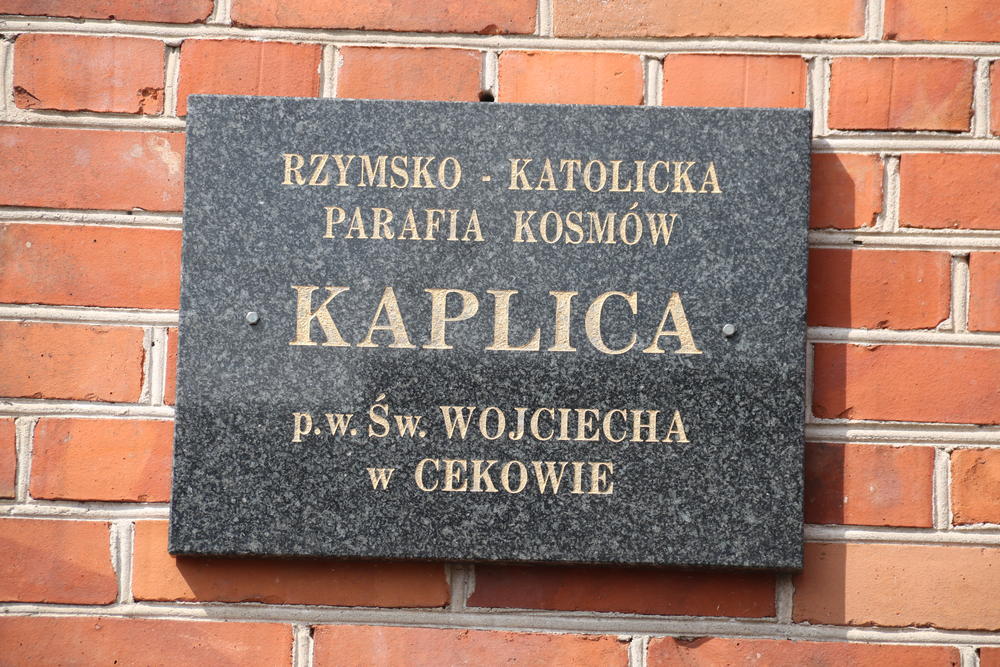 RZYMSKO - KATOLICKA
PARAFIA KOSMÓW
KAPLICA
p.w. Św. WOJCIECHA
w CEKOWIE